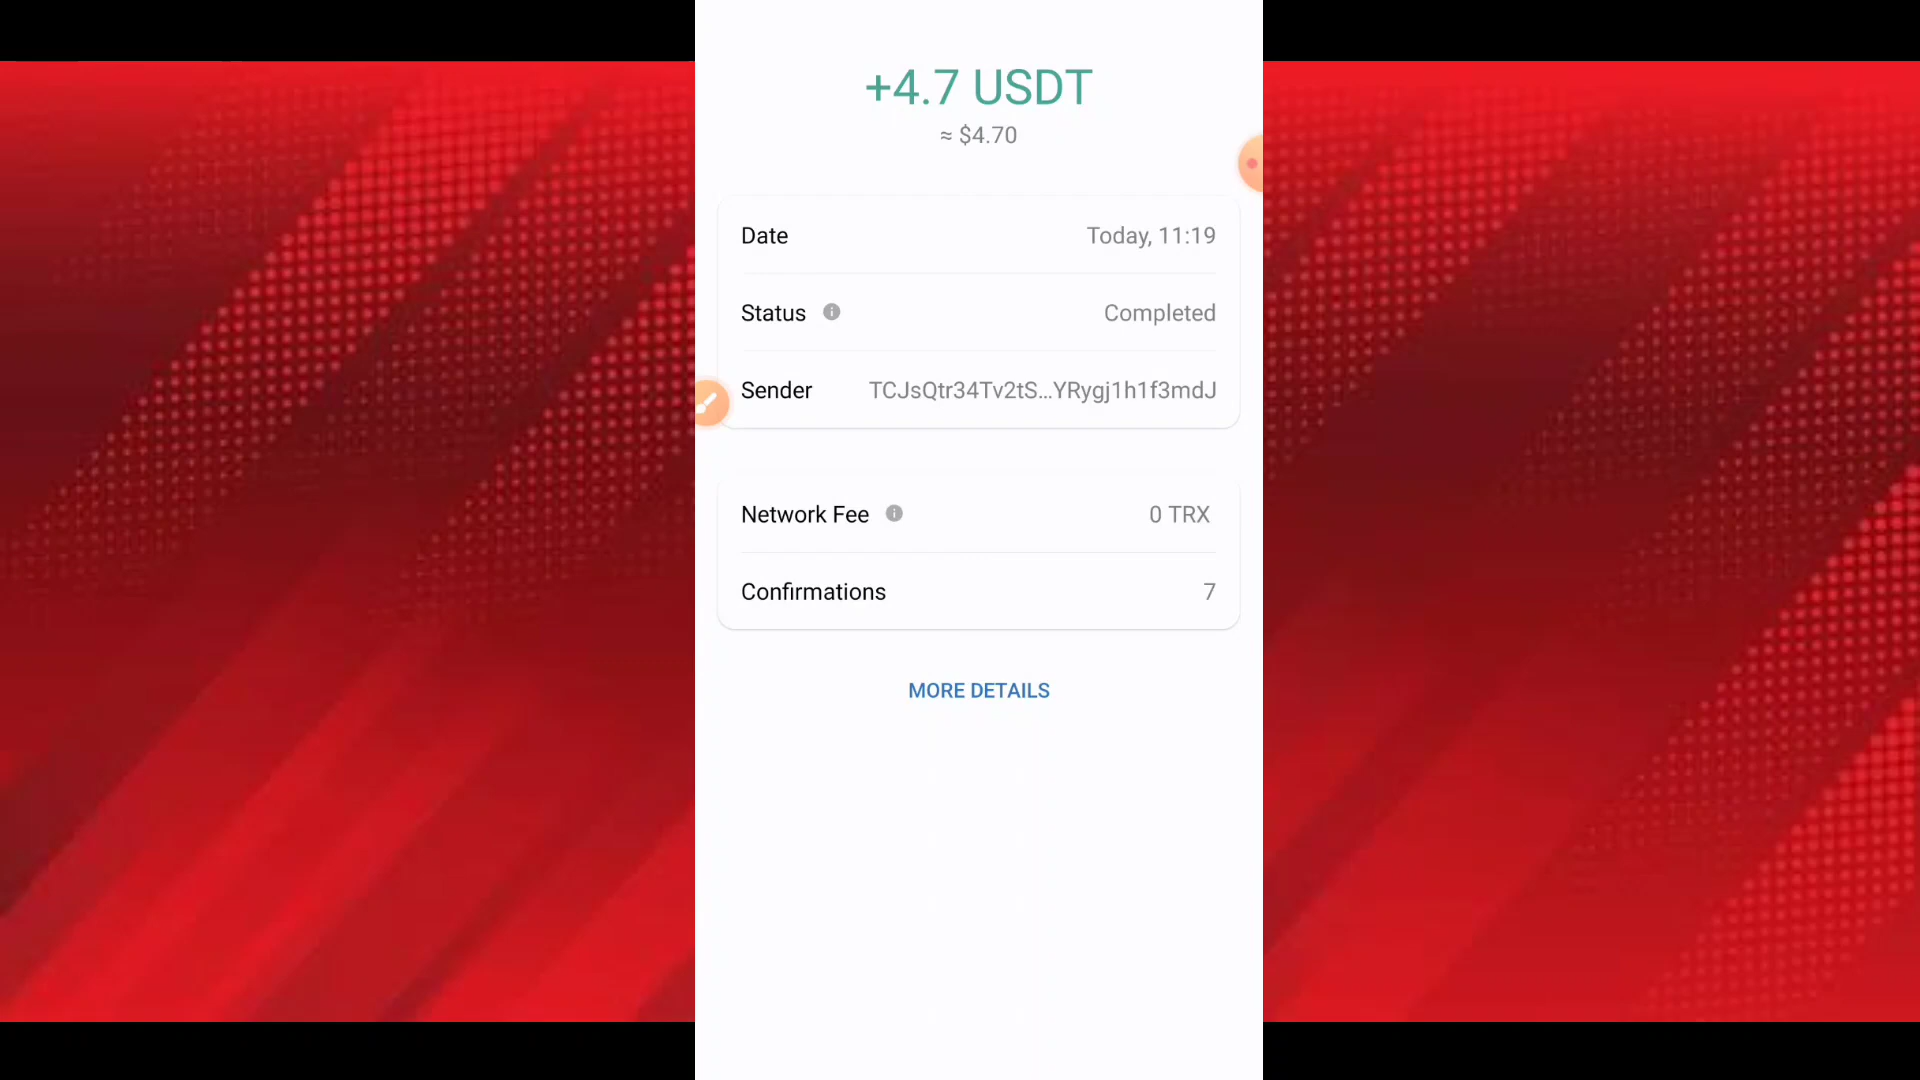 +4.7 USDT
≈ $4.70
Date Today, 11:19
Status Completed
Sender TCJsQtr34Tv2tS...YRygj1h1f3mdJ
Network Fee 0 TRX
Confirmations 7
MORE DETAILS